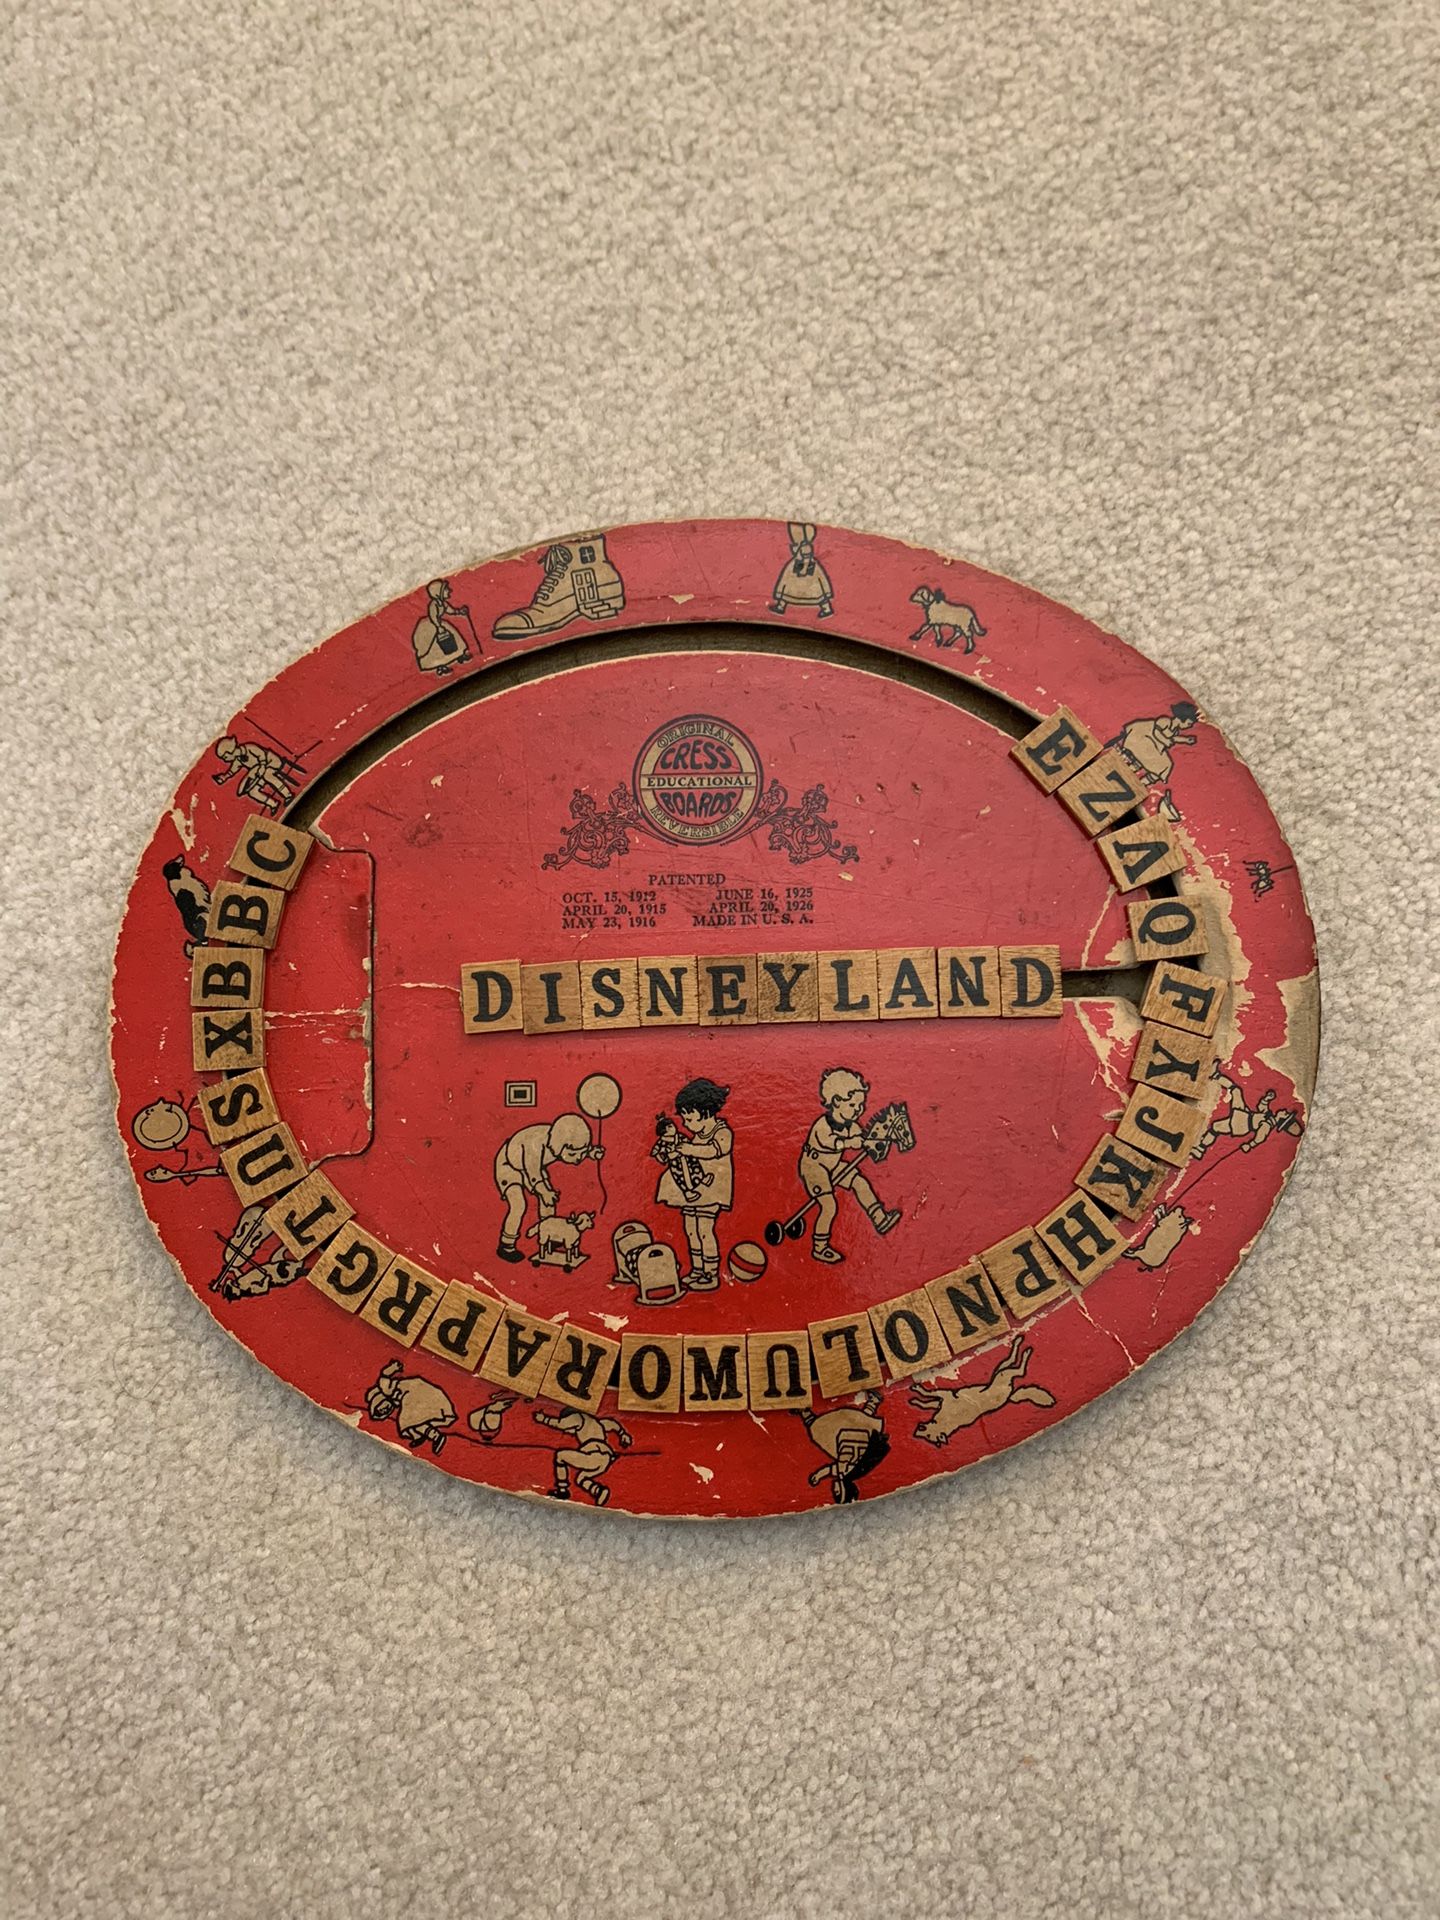 ORIGINAL
CRESS
EDUCATIONAL
BOARDS
REVERSIBLE
PATENTED
OCT. 15, 1912 JUNE 16, 1925
APRIL 20, 1915 APRIL 20, 1926
MAY 23, 1916 MADE IN U. S. A.
DISNEYLAND
EZVQFYJKHPNOLUMORAPRGTUSXBBC